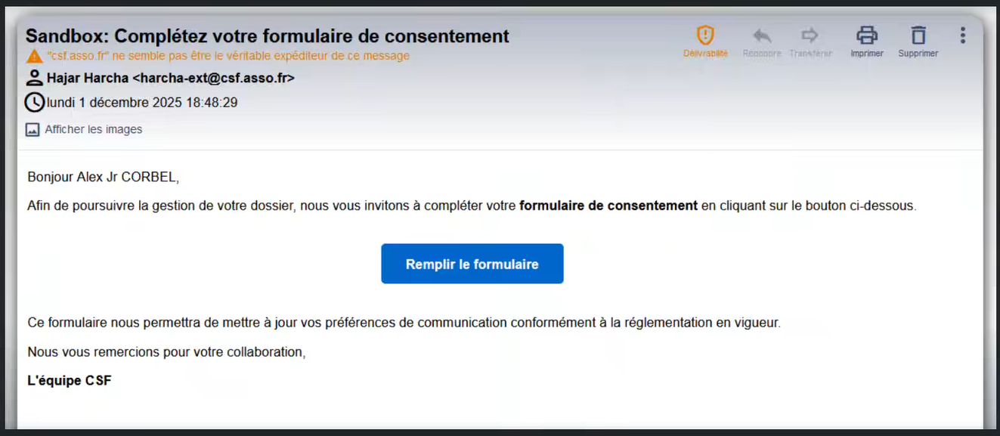 Sandbox: Complétez votre formulaire de consentement
"csf.asso.fr" ne semble pas être le véritable expéditeur de ce message
Délivrabilité Répondre Transférer Imprimer Supprimer
Hajar Harcha <harcha-ext@csf.asso.fr>
lundi 1 décembre 2025 18:48:29
Afficher les images
Bonjour Alex Jr CORBEL,
Afin de poursuivre la gestion de votre dossier, nous vous invitons à compléter votre formulaire de consentement en cliquant sur le bouton ci-dessous.
Remplir le formulaire
Ce formulaire nous permettra de mettre à jour vos préférences de communication conformément à la réglementation en vigueur.
Nous vous remercions pour votre collaboration,
L'équipe CSF